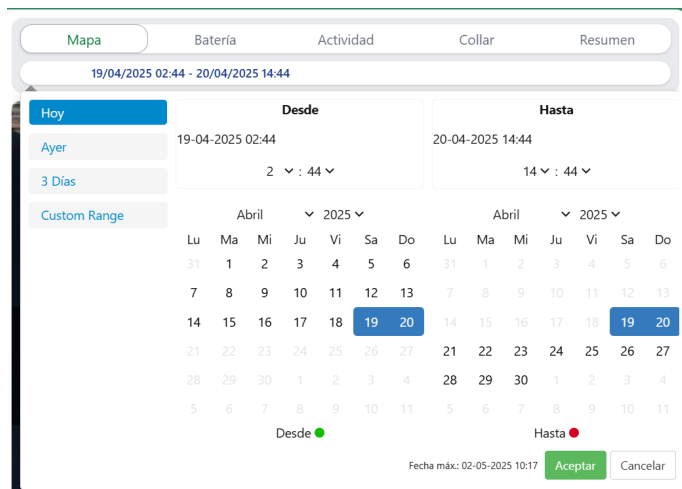 Mapa Batería Actividad Collar Resumen
19/04/2025 02:44 - 20/04/2025 14:44
Hoy
Ayer
3 Días
Custom Range
Desde
19-04-2025 02:44
2 : 44
Abril 2025
Lu Ma Mi Ju Vi Sa Do
31 1 2 3 4 5 6
7 8 9 10 11 12 13
14 15 16 17 18 19 20
21 22 23 24 25 26 27
28 29 30 1 2 3 4
5 6 7 8 9 10 11
Desde
Hasta
20-04-2025 14:44
14 : 44
Abril 2025
Lu Ma Mi Ju Vi Sa Do
31 1 2 3 4 5 6
7 8 9 10 11 12 13
14 15 16 17 18 19 20
21 22 23 24 25 26 27
28 29 30 1 2 3 4
5 6 7 8 9 10 11
Hasta
Fecha máx.: 02-05-2025 10:17 Aceptar Cancelar